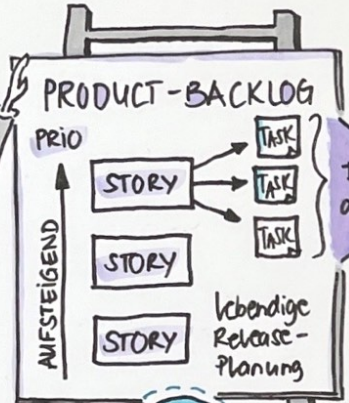 PRODUCT-BACKLOG
PRIO
AUFSTEIGEND
STORY
TASK
TASK
TASK
STORY
STORY
lebendige
Release-
Planung